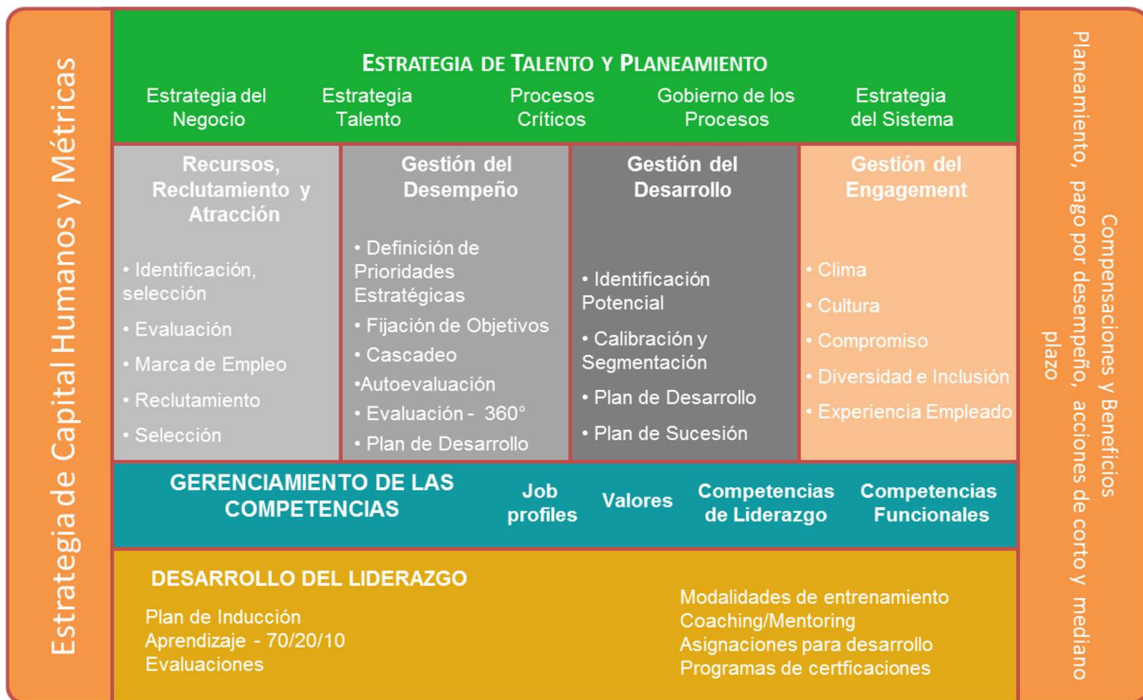 Estrategia de Capital Humanos y Métricas
ESTRATEGIA DE TALENTO Y PLANEAMIENTO
Estrategia del
Negocio
Estrategia
Talento
Procesos
Críticos
Gobierno de los
Procesos
Estrategia
del Sistema
Recursos,
Reclutamiento y
Atracción
• Identificación,
selección
• Evaluación
• Marca de Empleo
• Reclutamiento
• Selección
Gestión del
Desempeño
• Definición de
Prioridades
Estratégicas
• Fijación de Objetivos
• Cascadeo
•Autoevaluación
• Evaluación - 360°
• Plan de Desarrollo
Gestión del
Desarrollo
• Identificación
Potencial
• Calibración y
Segmentación
• Plan de Desarrollo
• Plan de Sucesión
Gestión del
Engagement
• Clima
• Cultura
• Compromiso
• Diversidad e Inclusión
• Experiencia Empleado
GERENCIAMIENTO DE LAS
COMPETENCIAS
Job
profiles
Valores
Competencias
de Liderazgo
Competencias
Funcionales
DESARROLLO DEL LIDERAZGO
Plan de Inducción
Aprendizaje - 70/20/10
Evaluaciones
Modalidades de entrenamiento
Coaching/Mentoring
Asignaciones para desarrollo
Programas de certficaciones
Compensaciones y Beneficios
Planeamiento, pago por desempeño, acciones de corto y mediano
plazo